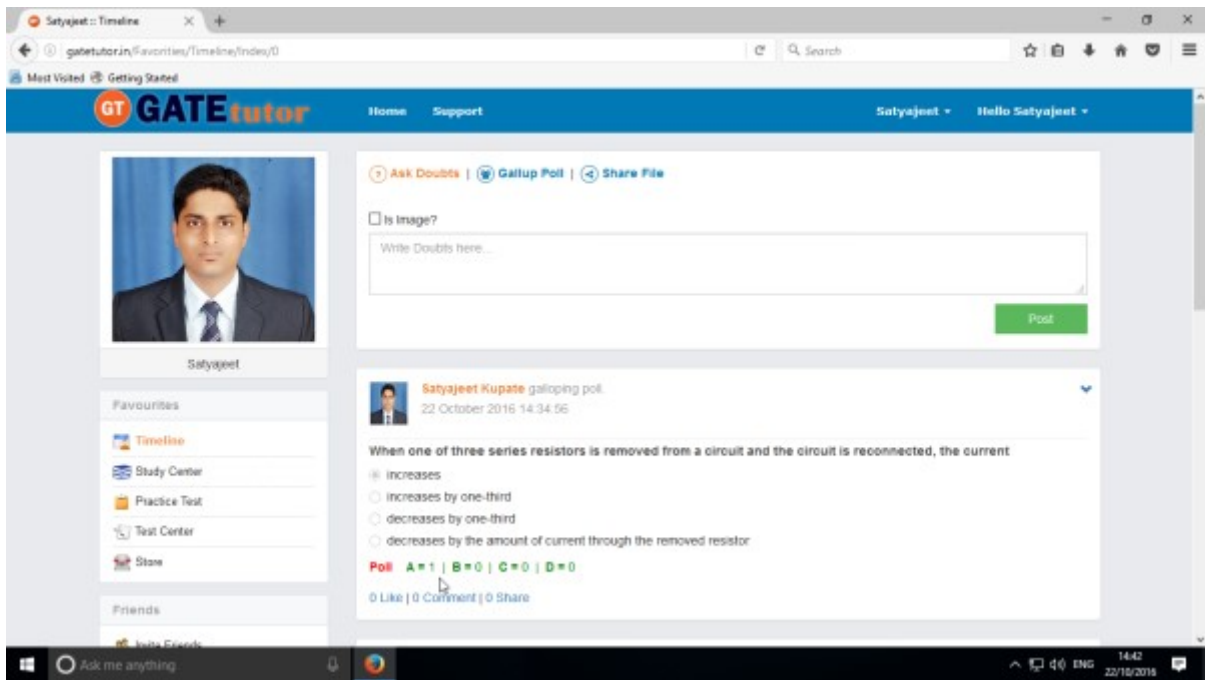 Satyajeet :: Timeline
gatetutor.in/Favorities/Timeline/Index/0
Search
Most Visited Getting Started
GT GATEtutor
Home Support Satyajeet Hello Satyajeet
? Ask Doubts | Gallup Poll | Share File
Is Image?
Write Doubts here...
Post
Satyajeet
Favourites
Timeline
Study Center
Practice Test
Test Center
Store
Friends
Invite Friends
Satyajeet Kupate galloping poll.
22 October 2016 14:34:56
When one of three series resistors is removed from a circuit and the circuit is reconnected, the current
increases
increases by one-third
decreases by one-third
decreases by the amount of current through the removed resistor
Poll A = 1 | B = 0 | C = 0 | D = 0
0 Like | 0 Comment | 0 Share
Ask me anything
ENG
14:42
22/10/2016